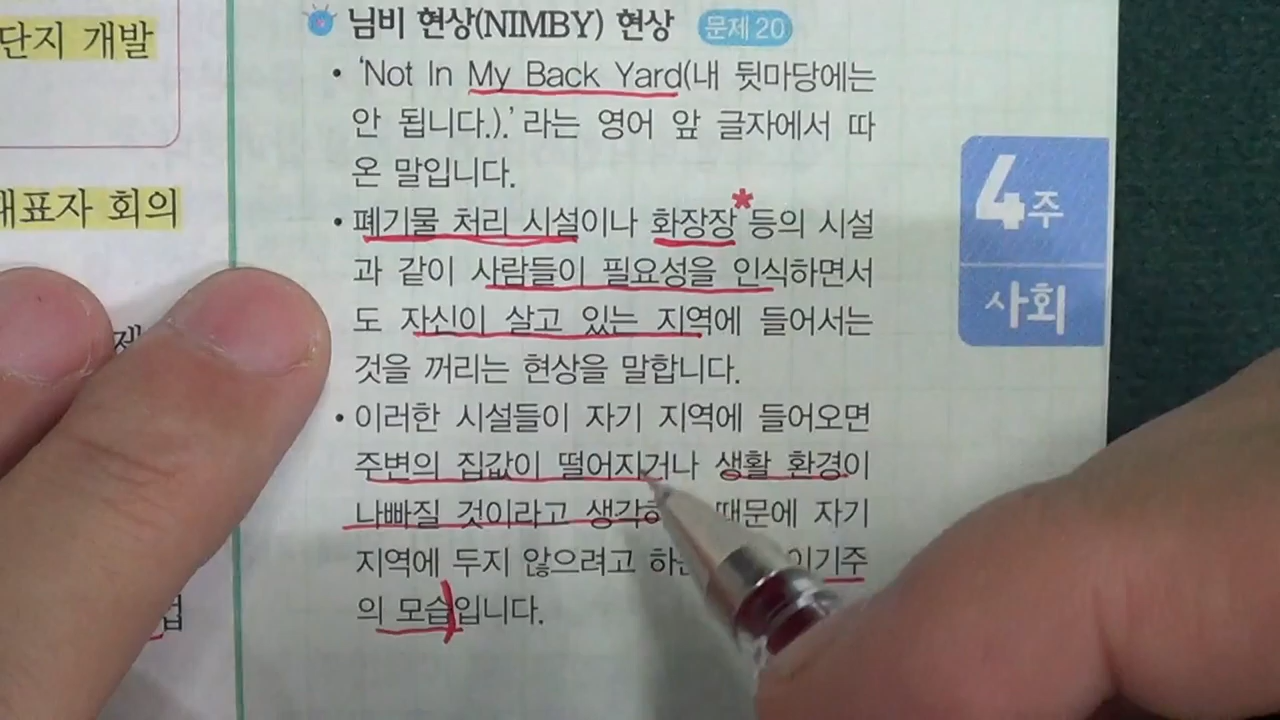 단지 개발
대표자 회의
님비 현상(NIMBY) 현상 문제 20
• 'Not In My Back Yard(내 뒷마당에는
안 됩니다.).'라는 영어 앞 글자에서 따
온 말입니다.
• 폐기물 처리 시설이나 화장장* 등의 시설
과 같이 사람들이 필요성을 인식하면서
도 자신이 살고 있는 지역에 들어서는
것을 꺼리는 현상을 말합니다.
• 이러한 시설들이 자기 지역에 들어오면
주변의 집값이 떨어지거나 생활 환경이
나빠질 것이라고 때문에 자기
지역에 두지 않으려고 이기주
의 모습입니다.
4주
사회